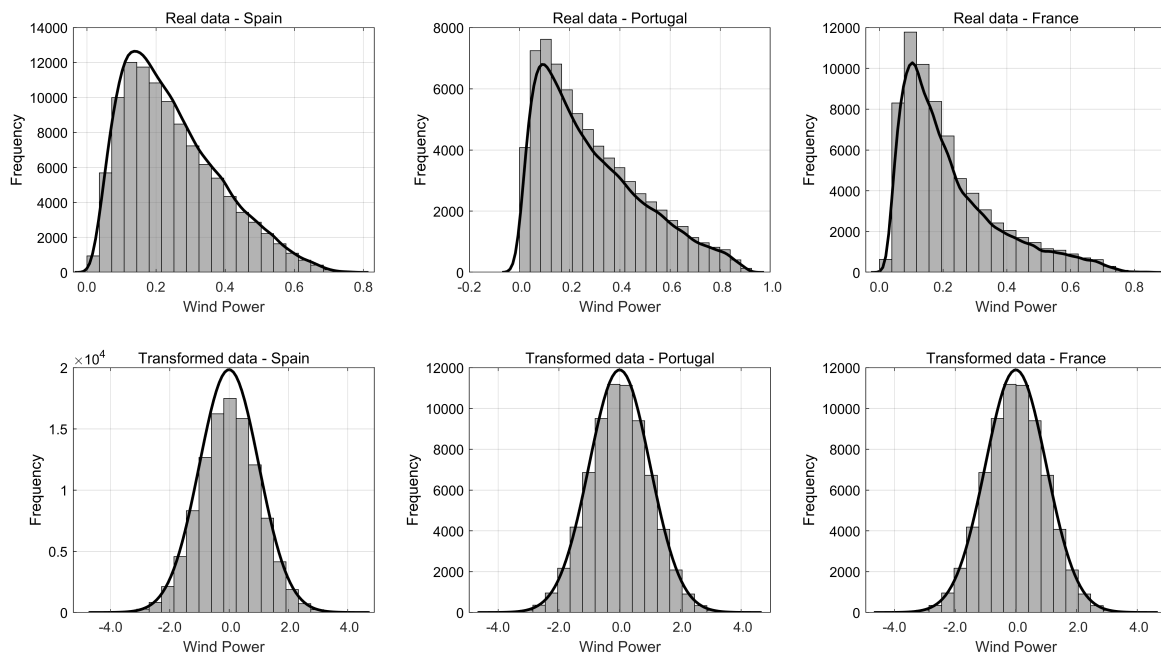 Real data - Spain
14000
12000
10000
8000
6000
4000
2000
0
0.0 0.2 0.4 0.6 0.8
Frequency
Wind Power
Real data - Portugal
8000
6000
4000
2000
0
-0.2 0.0 0.2 0.4 0.6 0.8 1.0
Frequency
Wind Power
Real data - France
12000
10000
8000
6000
4000
2000
0
0.0 0.2 0.4 0.6 0.8
Frequency
Wind Power
Transformed data - Spain
×10⁴
2
1.5
1
0.5
0
-4.0 -2.0 0.0 2.0 4.0
Frequency
Wind Power
Transformed data - Portugal
12000
10000
8000
6000
4000
2000
0
-4.0 -2.0 0.0 2.0 4.0
Frequency
Wind Power
Transformed data - France
12000
10000
8000
6000
4000
2000
0
-4.0 -2.0 0.0 2.0 4.0
Frequency
Wind Power